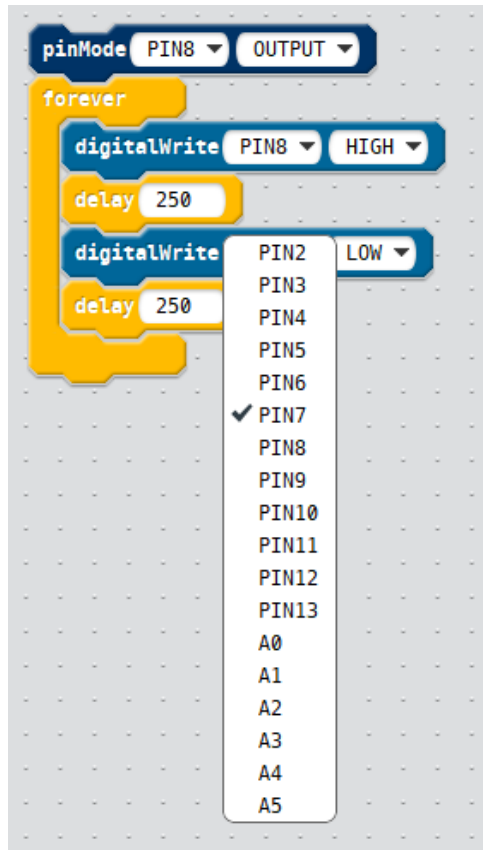 pinMode PIN8 OUTPUT
forever
digitalWrite PIN8 HIGH
delay 250
digitalWrite LOW
delay 250
PIN2
PIN3
PIN4
PIN5
PIN6
PIN7
PIN8
PIN9
PIN10
PIN11
PIN12
PIN13
A0
A1
A2
A3
A4
A5